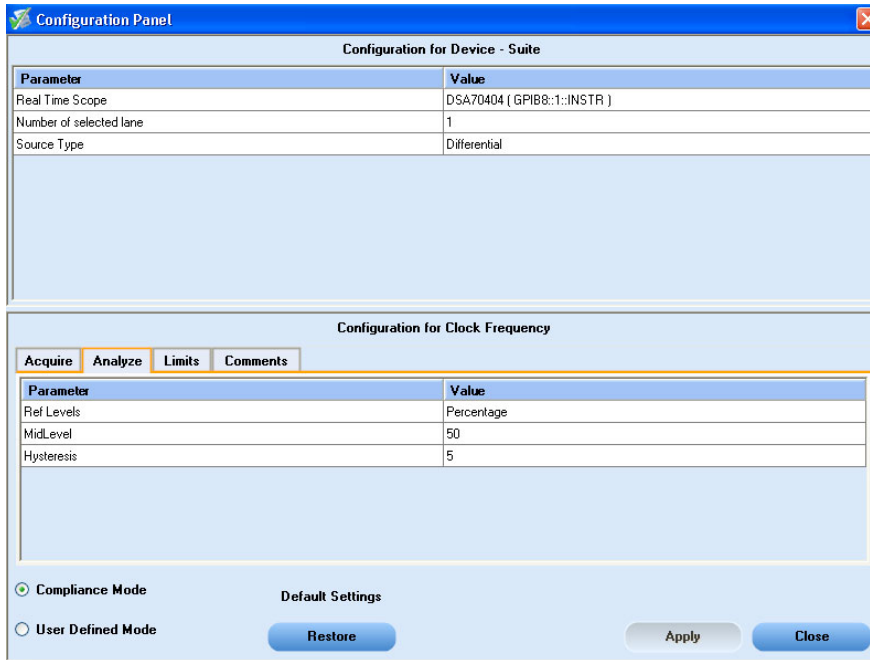 Configuration Panel
Configuration for Device - Suite
Parameter Value
Real Time Scope DSA70404 ( GPIB8::1::INSTR )
Number of selected lane 1
Source Type Differential
Configuration for Clock Frequency
Acquire Analyze Limits Comments
Parameter Value
Ref Levels Percentage
MidLevel 50
Hysteresis 5
Compliance Mode Default Settings
User Defined Mode Restore Apply Close